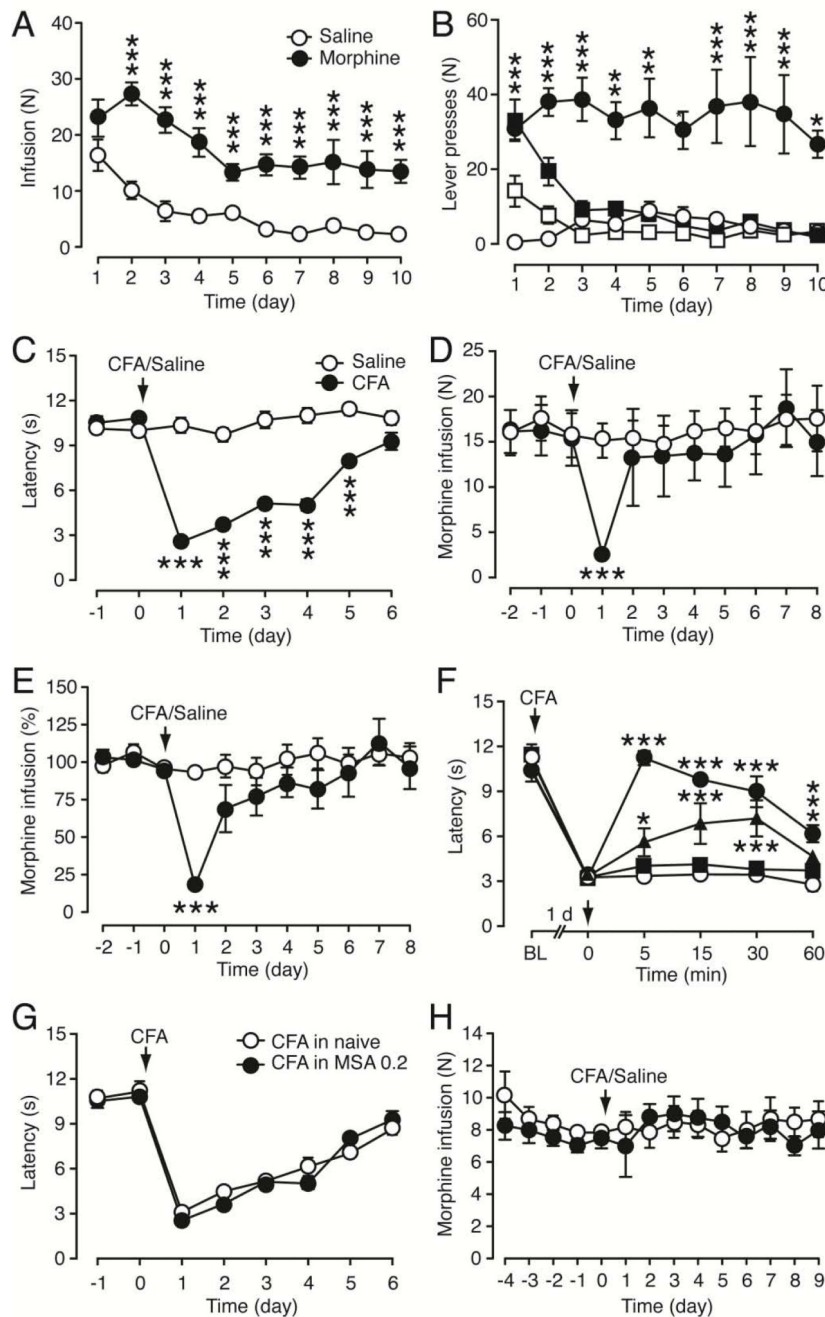 A
Saline
Morphine
Infusion (N)
40
30
20
10
0
***
***
***
***
***
***
***
***
***
1 2 3 4 5 6 7 8 9 10
Time (day)
B
Lever presses (N)
60
40
20
0
***
***
***
**
**
*
***
***
***
*
1 2 3 4 5 6 7 8 9 10
Time (day)
C
CFA/Saline
Saline
CFA
Latency (s)
15
12
9
6
3
0
***
***
***
***
***
-1 0 1 2 3 4 5 6
Time (day)
D
CFA/Saline
Morphine infusion (N)
25
20
15
10
5
0
***
-2 -1 0 1 2 3 4 5 6 7 8
Time (day)
E
CFA/Saline
Morphine infusion (%)
150
125
100
75
50
25
0
***
-2 -1 0 1 2 3 4 5 6 7 8
Time (day)
F
CFA
Latency (s)
15
12
9
6
3
0
***
***
***
***
*
***
***
1 d
BL 0 5 15 30 60
Time (min)
G
CFA
CFA in naive
CFA in MSA 0.2
Latency (s)
15
12
9
6
3
0
-1 0 1 2 3 4 5 6
Time (day)
H
CFA/Saline
Morphine infusion (N)
14
12
10
8
6
4
2
0
-4 -3 -2 -1 0 1 2 3 4 5 6 7 8 9
Time (day)